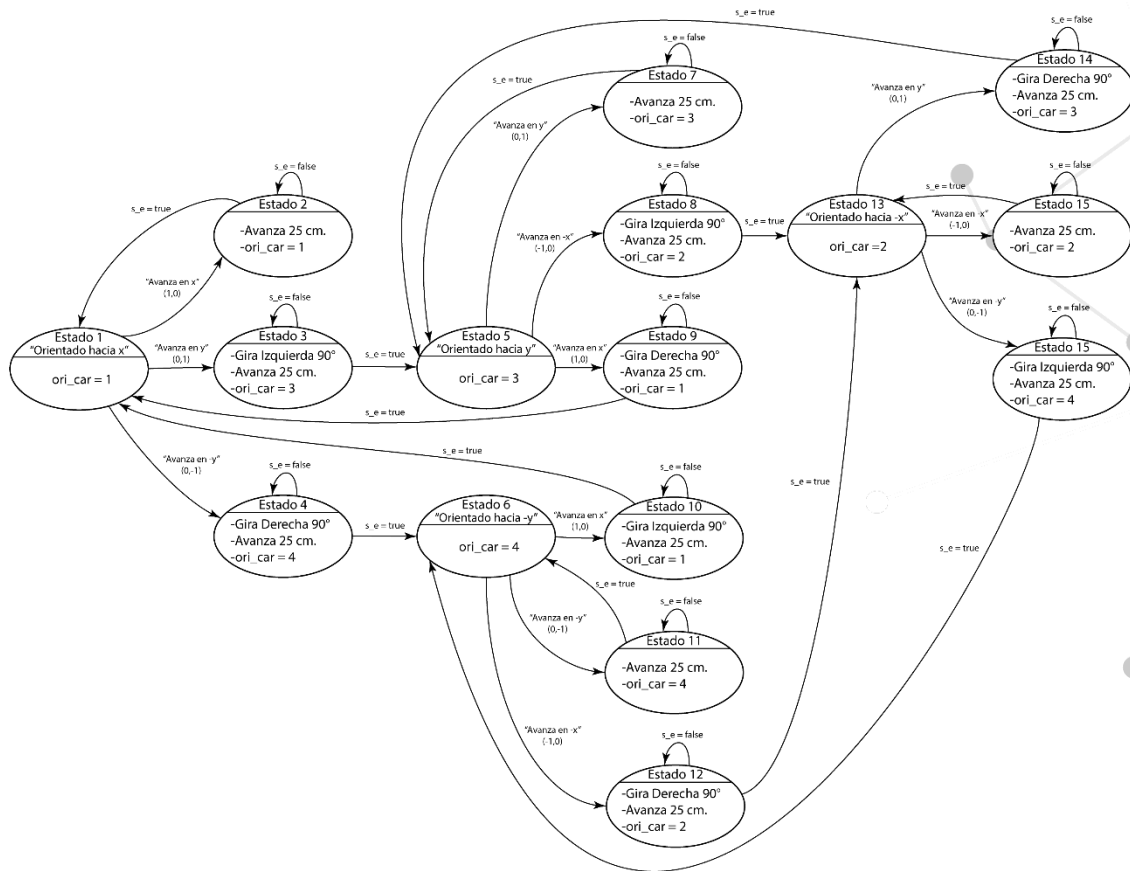 s_e = true
s_e = false
Estado 14
-Gira Derecha 90°
-Avanza 25 cm.
-ori_car = 3
s_e = false
Estado 7
-Avanza 25 cm.
-ori_car = 3
s_e = true
"Avanza en y"
(0,1)
"Avanza en y"
(0,1)
s_e = false
Estado 2
-Avanza 25 cm.
-ori_car = 1
s_e = true
"Avanza en x"
(1,0)
s_e = false
Estado 8
-Gira Izquierda 90°
-Avanza 25 cm.
-ori_car = 2
s_e = true
"Avanza en -x"
(-1,0)
Estado 13
"Orientado hacia -x"
ori_car =2
s_e = false
s_e = true
Estado 15
-Avanza 25 cm.
-ori_car = 2
"Avanza en -x"
(-1,0)
"Avanza en -y"
(0,-1)
Estado 1
"Orientado hacia x"
ori_car = 1
"Avanza en y"
(0,1)
s_e = false
Estado 3
-Gira Izquierda 90°
-Avanza 25 cm.
-ori_car = 3
s_e = true
Estado 5
"Orientado hacia y"
ori_car = 3
"Avanza en x"
(1,0)
s_e = false
Estado 9
-Gira Derecha 90°
-Avanza 25 cm.
-ori_car = 1
s_e = true
s_e = false
Estado 15
-Gira Izquierda 90°
-Avanza 25 cm.
-ori_car = 4
s_e = true
"Avanza en -y"
(0,-1)
s_e = false
Estado 4
-Gira Derecha 90°
-Avanza 25 cm.
-ori_car = 4
s_e = true
Estado 6
"Orientado hacia -y"
ori_car = 4
"Avanza en x"
(1,0)
s_e = false
Estado 10
-Gira Izquierda 90°
-Avanza 25 cm.
-ori_car = 1
s_e = true
s_e = true
s_e = true
"Avanza en -y"
(0,-1)
s_e = false
Estado 11
-Avanza 25 cm.
-ori_car = 4
"Avanza en -x"
(-1,0)
s_e = false
Estado 12
-Gira Derecha 90°
-Avanza 25 cm.
-ori_car = 2